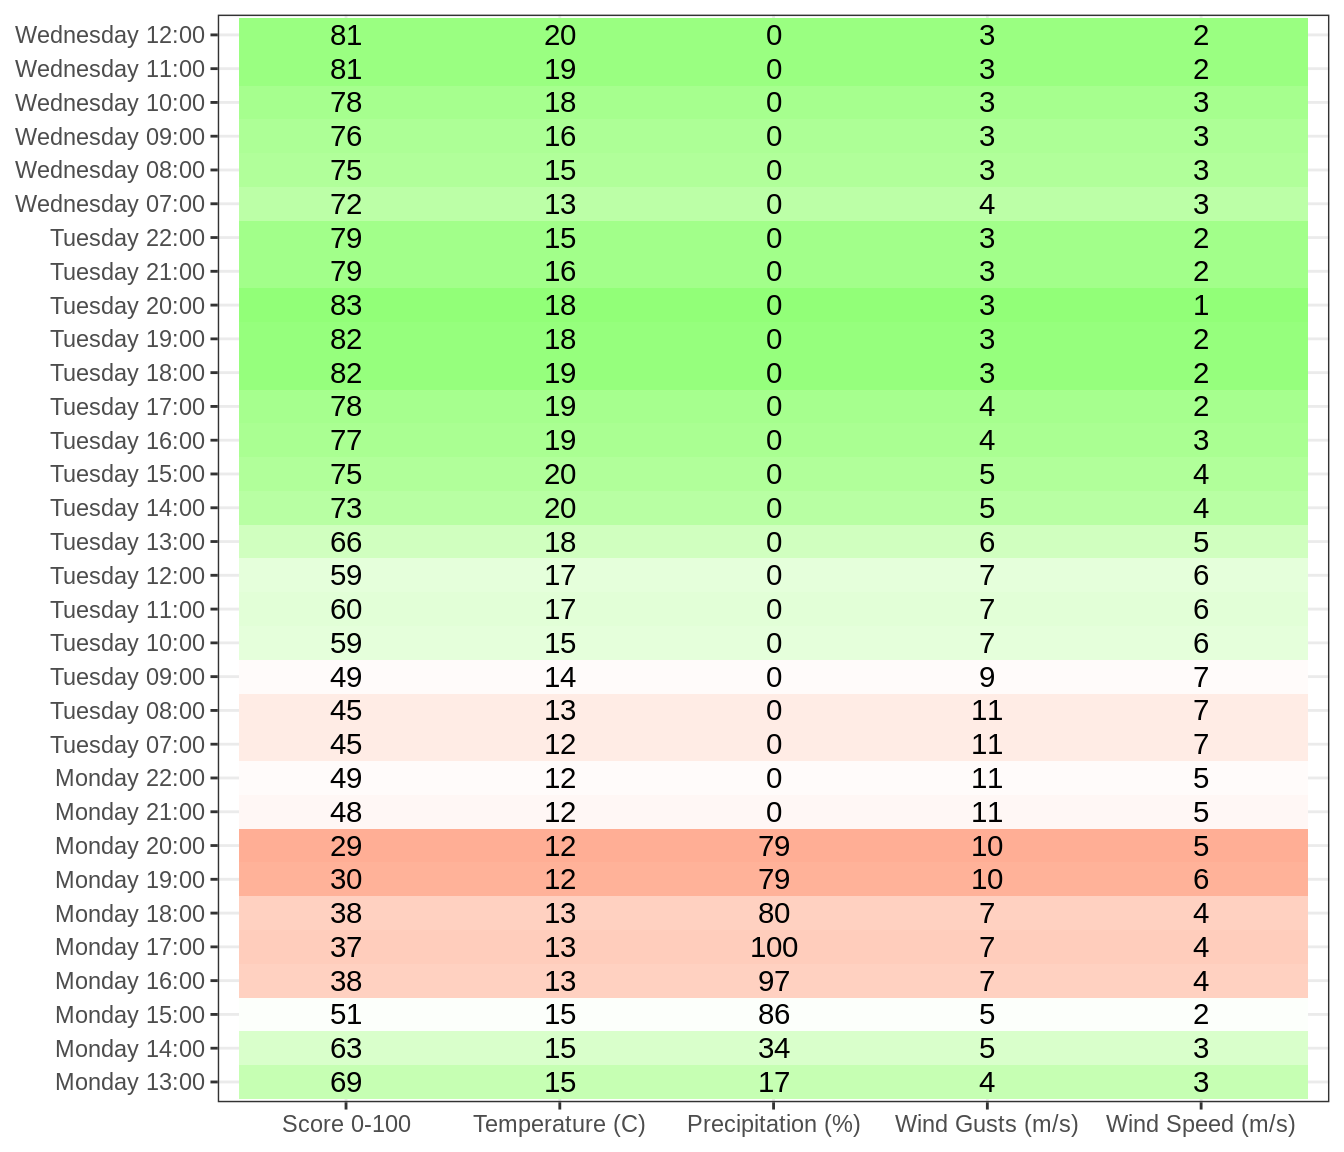 Wednesday 12:00 81 20 0 3 2
Wednesday 11:00 81 19 0 3 2
Wednesday 10:00 78 18 0 3 3
Wednesday 09:00 76 16 0 3 3
Wednesday 08:00 75 15 0 3 3
Wednesday 07:00 72 13 0 4 3
Tuesday 22:00 79 15 0 3 2
Tuesday 21:00 79 16 0 3 2
Tuesday 20:00 83 18 0 3 1
Tuesday 19:00 82 18 0 3 2
Tuesday 18:00 82 19 0 3 2
Tuesday 17:00 78 19 0 4 2
Tuesday 16:00 77 19 0 4 3
Tuesday 15:00 75 20 0 5 4
Tuesday 14:00 73 20 0 5 4
Tuesday 13:00 66 18 0 6 5
Tuesday 12:00 59 17 0 7 6
Tuesday 11:00 60 17 0 7 6
Tuesday 10:00 59 15 0 7 6
Tuesday 09:00 49 14 0 9 7
Tuesday 08:00 45 13 0 11 7
Tuesday 07:00 45 12 0 11 7
Monday 22:00 49 12 0 11 5
Monday 21:00 48 12 0 11 5
Monday 20:00 29 12 79 10 5
Monday 19:00 30 12 79 10 6
Monday 18:00 38 13 80 7 4
Monday 17:00 37 13 100 7 4
Monday 16:00 38 13 97 7 4
Monday 15:00 51 15 86 5 2
Monday 14:00 63 15 34 5 3
Monday 13:00 69 15 17 4 3
Score 0-100 Temperature (C) Precipitation (%) Wind Gusts (m/s) Wind Speed (m/s)